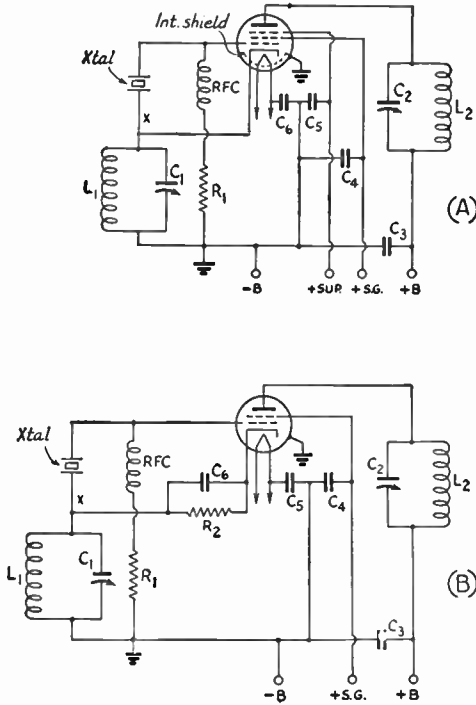 Int. shield
Xtal
RFC
X
C6
C5
C2
L2
L1
C1
R1
C4
(A)
C3
-B
+SUP.
+S.G.
+B
Xtal
RFC
X
C6
R2
C5
C4
C2
L2
L1
C1
R1
(B)
C3
-B
+S.G.
+B